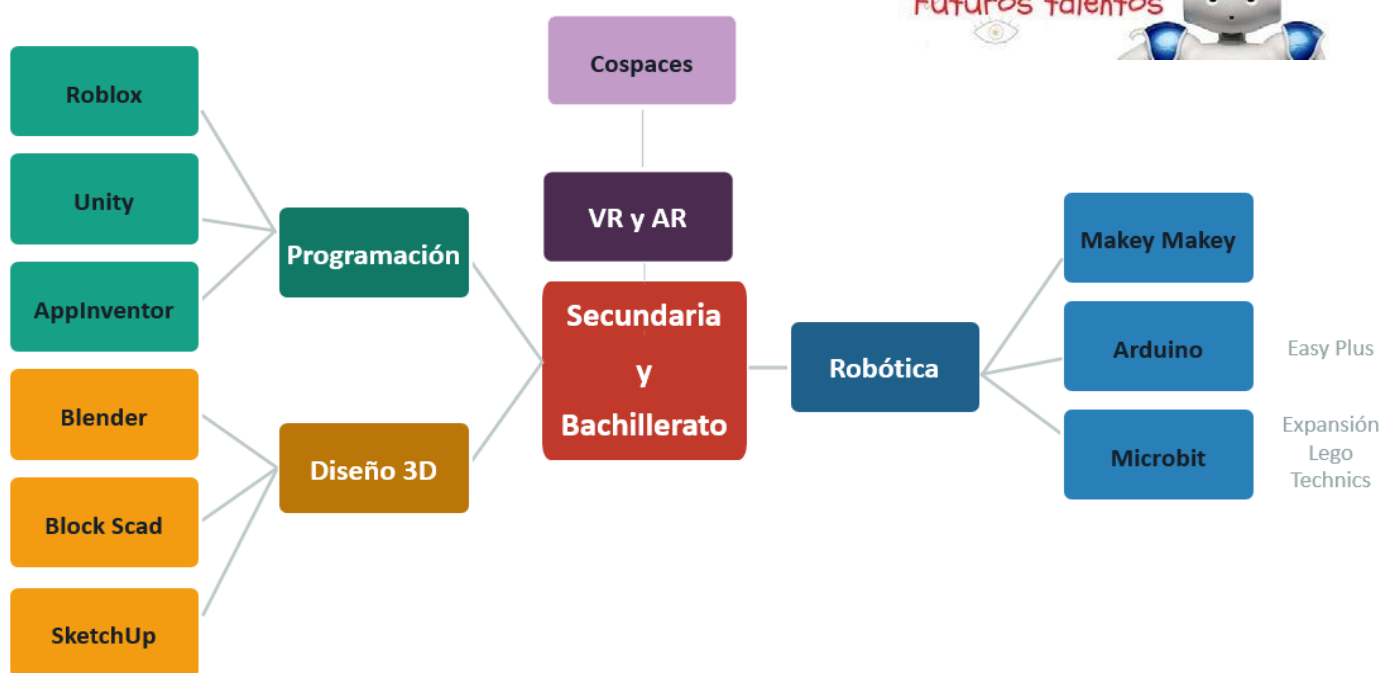 Futuros talentos
Cospaces
Roblox
VR y AR
Unity
Makey Makey
Programación
AppInventor
Secundaria
y
Bachillerato
Robótica
Arduino
Easy Plus
Blender
Diseño 3D
Microbit
Expansión
Lego
Technics
Block Scad
SketchUp